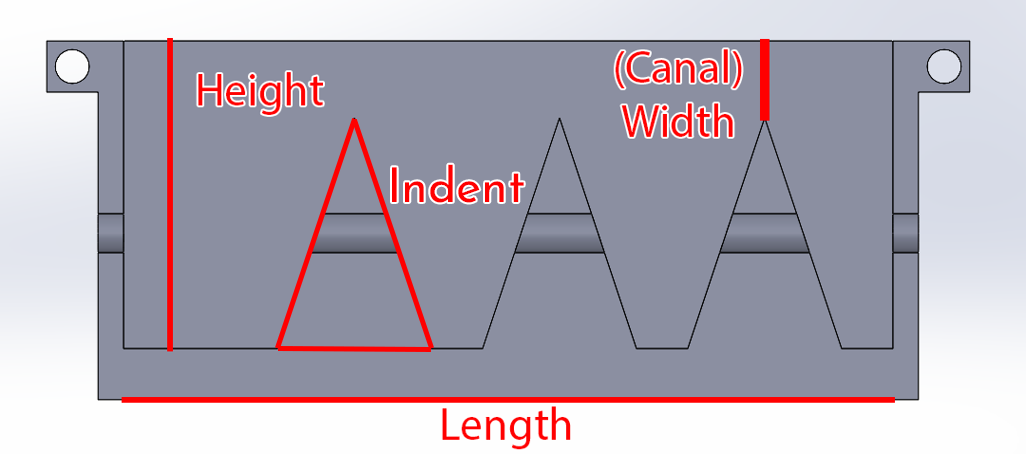 Height
(Canal)
Width
Indent
Length